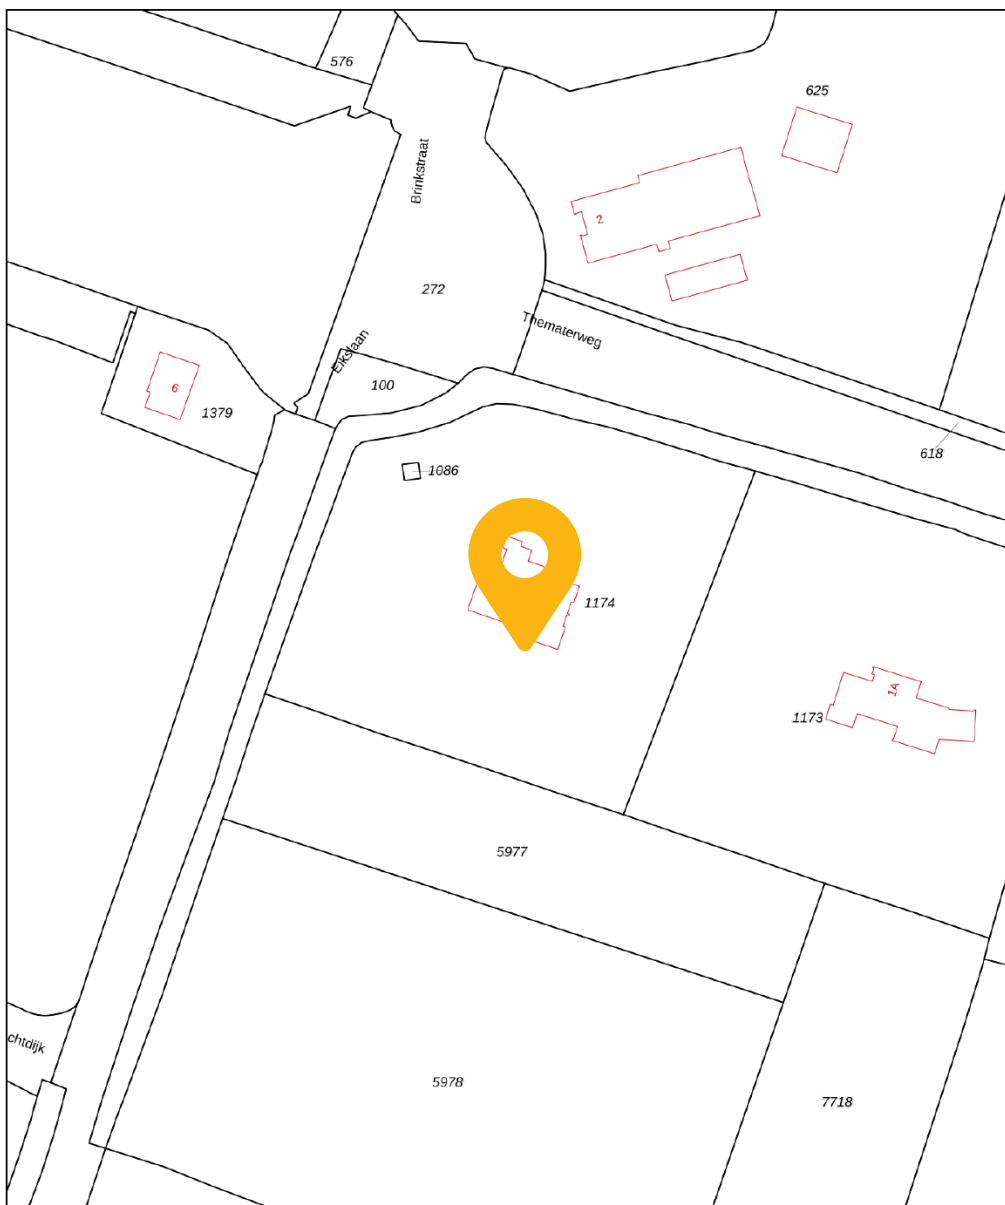 576
625
Brinkstraat
2
272
Thematerweg
Eikslaan
6
100
1379
618
1086
1174
1A
1173
5977
chtdijk
5978
7718